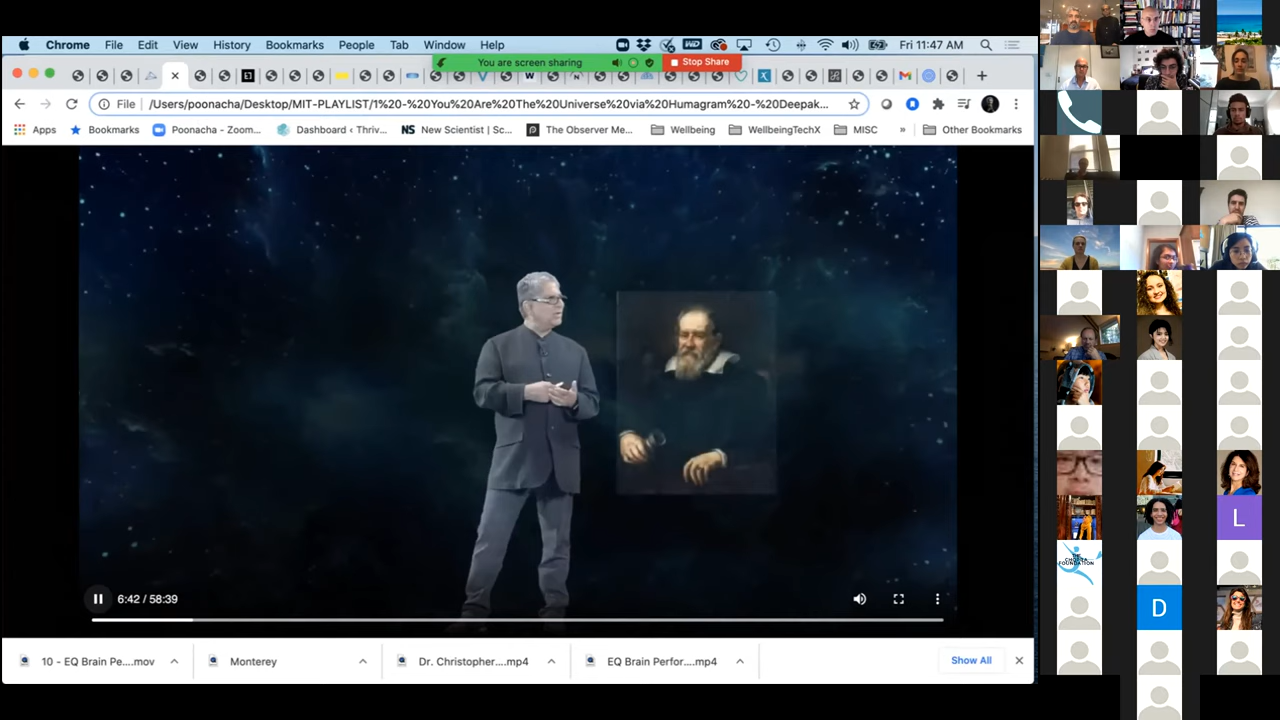 Chrome File Edit View History Bookmarks People Tab Window Help
Fri 11:47 AM
You are screen sharing
Stop Share
File
/Users/poonacha/Desktop/MIT-PLAYLIST/1%20-%20You%20Are%20The%20Universe%20via%20Humagram%20-%20Deepak...
Apps
Bookmarks
Poonacha - Zoom...
Dashboard ‹ Thriv...
NS New Scientist | Sc...
The Observer Me...
Wellbeing
WellbeingTechX
MISC
»
Other Bookmarks
6:42 / 58:39
10 - EQ Brain Pe....mov
Monterey
Dr. Christopher....mp4
EQ Brain Perfor....mp4
Show All
L
CHOPRA
FOUNDATION
D